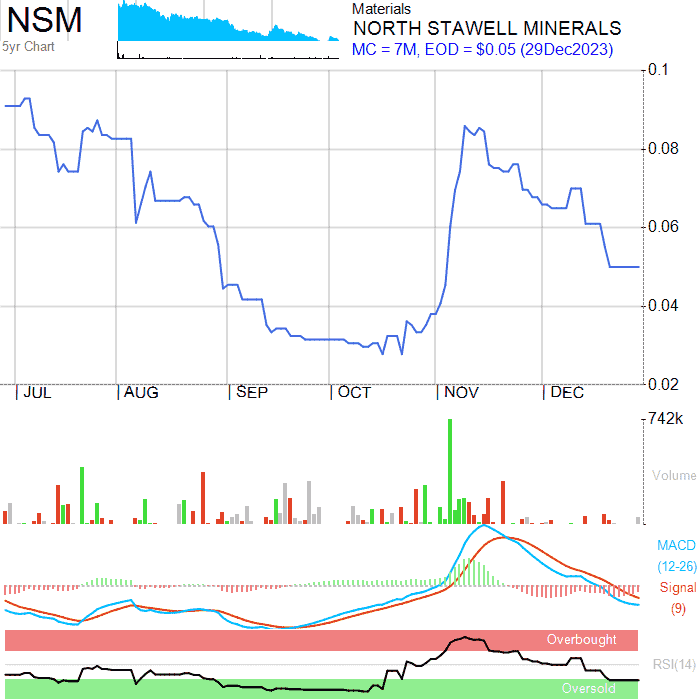 NSM
5yr Chart
Materials
NORTH STAWELL MINERALS
MC = 7M, EOD = $0.05 (29Dec2023)
0.1
0.08
0.06
0.04
0.02
JUL AUG SEP OCT NOV DEC
742k
Volume
MACD
(12-26)
Signal
(9)
Overbought
RSI(14)
Oversold